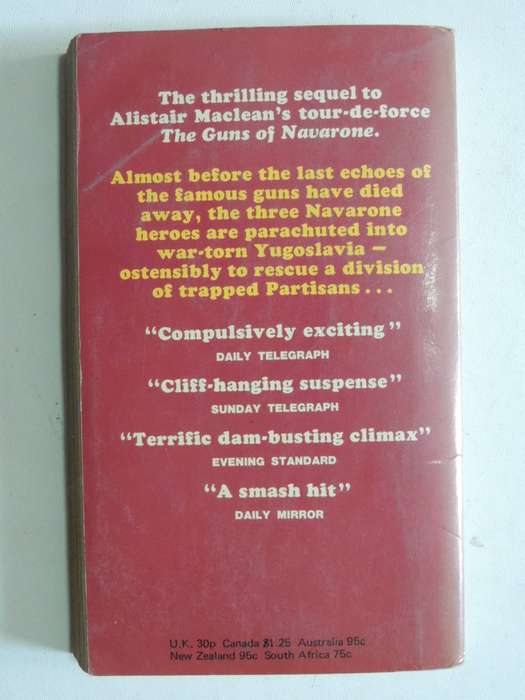 The thrilling sequel to
Alistair Maclean's tour-de-force
The Guns of Navarone.
Almost before the last echoes of
the famous guns have died
away, the three Navarone
heroes are parachuted into
war-torn Yugoslavia —
ostensibly to rescue a division
of trapped Partisans ...
"Compulsively exciting"
DAILY TELEGRAPH
"Cliff-hanging suspense"
SUNDAY TELEGRAPH
"Terrific dam-busting climax"
EVENING STANDARD
"A smash hit"
DAILY MIRROR
U.K. 30p Canada $1.25 Australia 95c
New Zealand 95c South Africa 75c